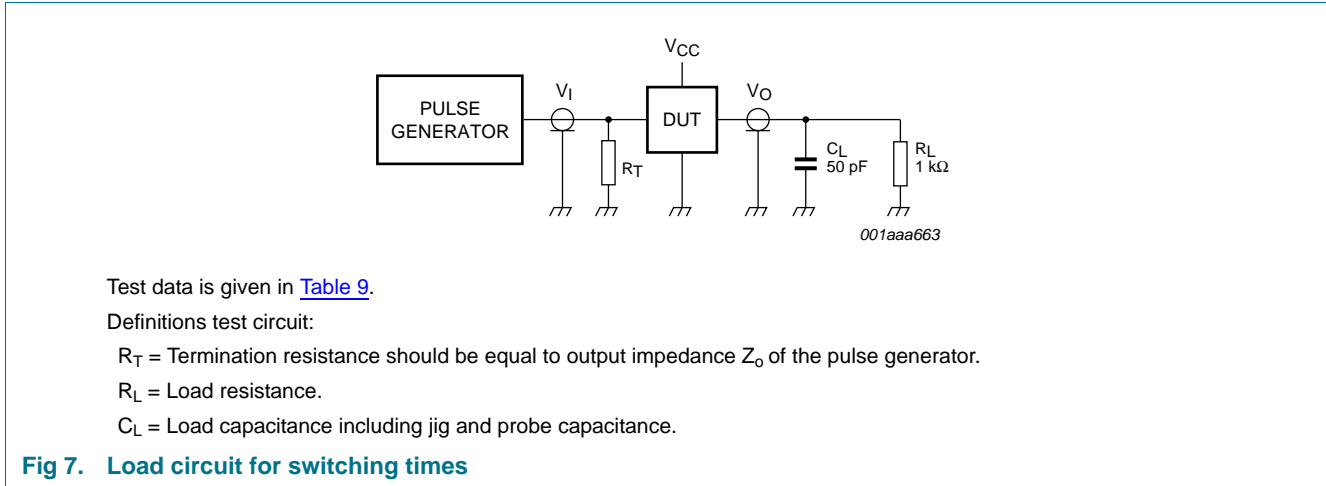 VCC
PULSE
GENERATOR
VI
DUT
VO
RT
CL
50 pF
RL
1 kΩ
001aaa663
Test data is given in Table 9.
Definitions test circuit:
RT = Termination resistance should be equal to output impedance Zo of the pulse generator.
RL = Load resistance.
CL = Load capacitance including jig and probe capacitance.
Fig 7. Load circuit for switching times